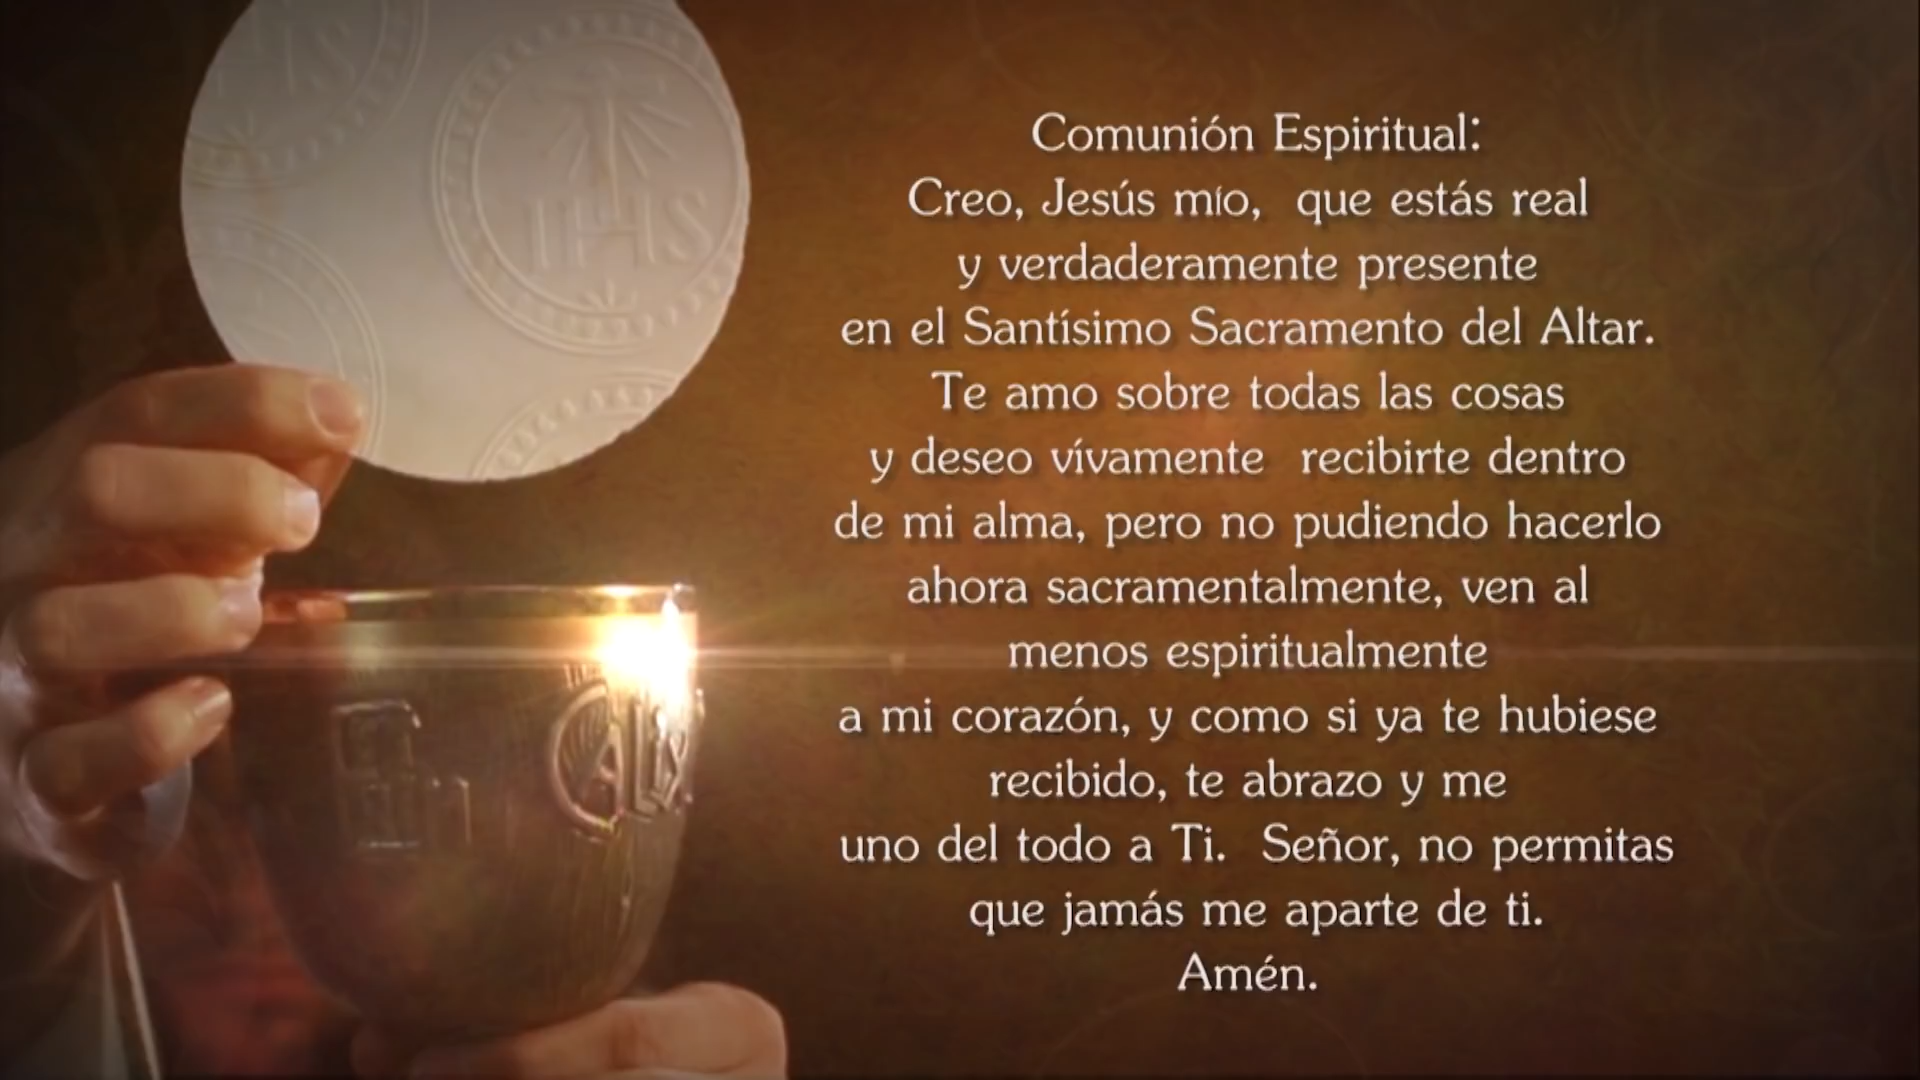 IHS
Comunión Espiritual:
Creo, Jesús mío, que estás real
y verdaderamente presente
en el Santísimo Sacramento del Altar.
Te amo sobre todas las cosas
y deseo vívamente recibirte dentro
de mi alma, pero no pudiendo hacerlo
ahora sacramentalmente, ven al
menos espiritualmente
a mi corazón, y como si ya te hubiese
recibido, te abrazo y me
uno del todo a Ti. Señor, no permitas
que jamás me aparte de ti.
Amén.
CALIX